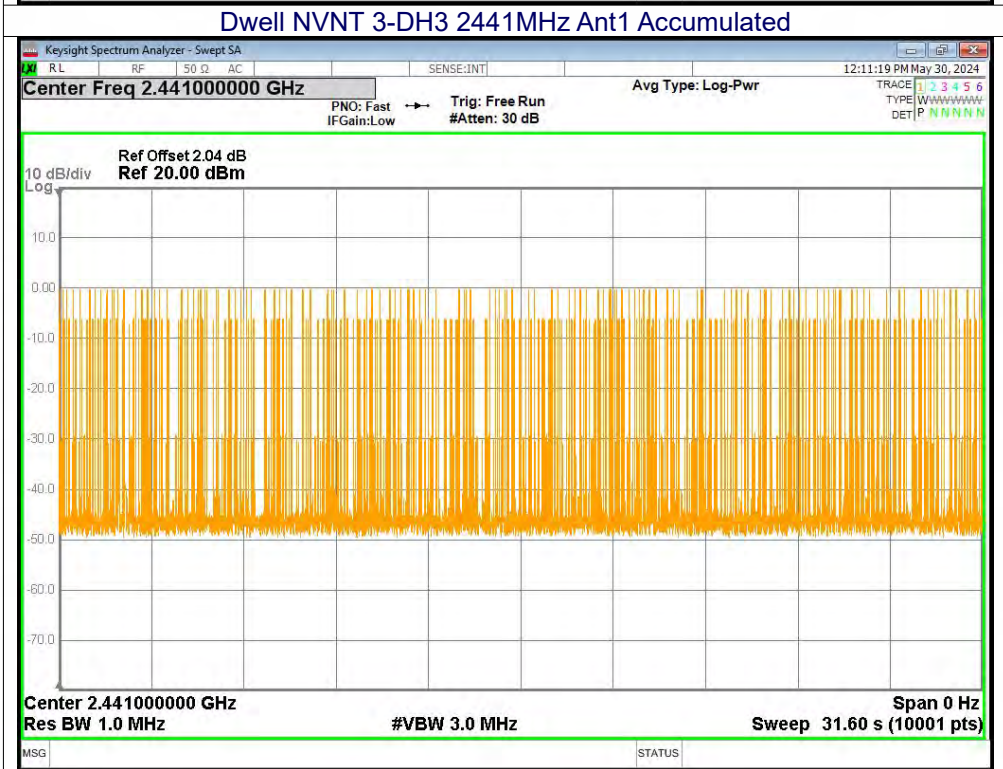 Dwell NVNT 3-DH3 2441MHz Ant1 Accumulated
Keysight Spectrum Analyzer - Swept SA
LXI RL RF 50 Ω AC SENSE:INT 12:11:19 PM May 30, 2024
Center Freq 2.441000000 GHz Avg Type: Log-Pwr TRACE 1 2 3 4 5 6
PNO: Fast Trig: Free Run TYPE WWWWWWW
IFGain:Low #Atten: 30 dB DET P N N N N N
Ref Offset 2.04 dB
10 dB/div Ref 20.00 dBm
Log
10.0
0.00
-10.0
-20.0
-30.0
-40.0
-50.0
-60.0
-70.0
Center 2.441000000 GHz Span 0 Hz
Res BW 1.0 MHz #VBW 3.0 MHz Sweep 31.60 s (10001 pts)
MSG STATUS